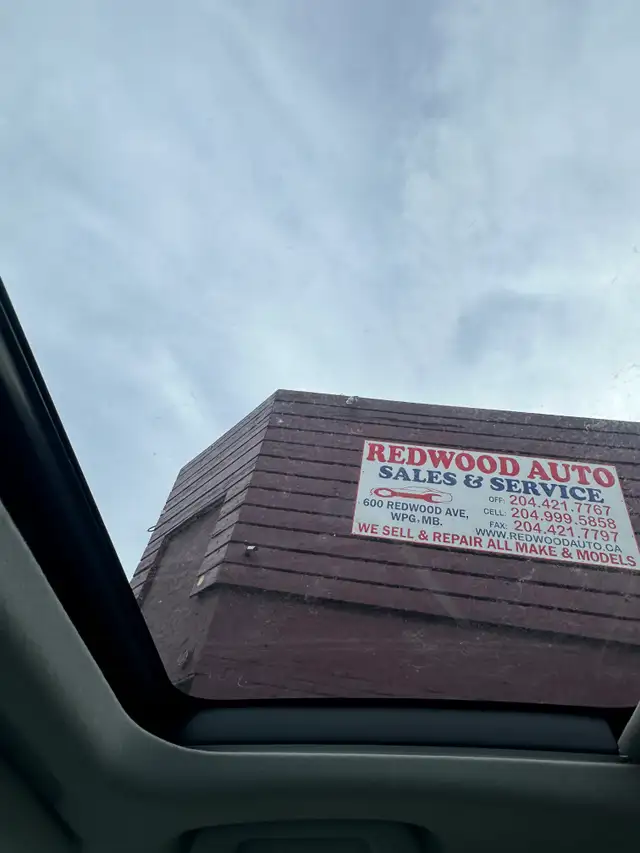 REDWOOD AUTO
SALES & SERVICE
600 REDWOOD AVE,
WPG, MB.
OFF: 204.421.7767
CELL: 204.999.5858
FAX: 204.421.7797
WWW.REDWOODAUTO.CA
WE SELL & REPAIR ALL MAKE & MODELS